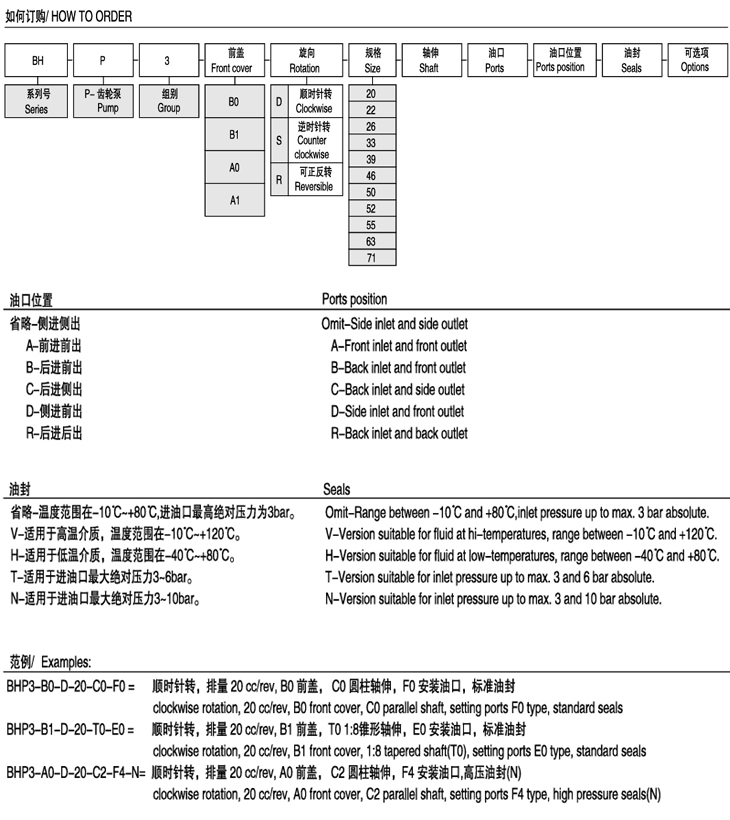 如何订购/ HOW TO ORDER
BH P 3 前盖 旋向 规格 轴伸 油口 油口位置 油封 可选项
Front cover Rotation Size Shaft Ports Ports position Seals Options
系列号 P-齿轮泵 组别
Series Pump Group
B0
B1
A0
A1
D 顺时针转
Clockwise
S 逆时针转
Counter
clockwise
R 可正反转
Reversible
20
22
26
33
39
46
50
52
55
63
71
油口位置 Ports position
省略-侧进侧出 Omit-Side inlet and side outlet
A-前进前出 A-Front inlet and front outlet
B-后进前出 B-Back inlet and front outlet
C-后进侧出 C-Back inlet and side outlet
D-侧进前出 D-Side inlet and front outlet
R-后进后出 R-Back inlet and back outlet
油封 Seals
省略-温度范围在-10℃~+80℃,进油口最高绝对压力为3bar。 Omit-Range between -10℃ and +80℃,inlet pressure up to max. 3 bar absolute.
V-适用于高温介质，温度范围在-10℃~+120℃。 V-Version suitable for fluid at hi-temperatures, range between -10℃ and +120℃.
H-适用于低温介质，温度范围在-40℃~+80℃。 H-Version suitable for fluid at low-temperatures, range between -40℃ and +80℃.
T-适用于进油口最大绝对压力3~6bar。 T-Version suitable for inlet pressure up to max. 3 and 6 bar absolute.
N-适用于进油口最大绝对压力3~10bar。 N-Version suitable for inlet pressure up to max. 3 and 10 bar absolute.
范例/ Examples:
BHP3-B0-D-20-C0-F0 = 顺时针转，排量 20 cc/rev, B0 前盖， C0 圆柱轴伸，F0 安装油口，标准油封
clockwise rotation, 20 cc/rev, B0 front cover, C0 parallel shaft, setting ports F0 type, standard seals
BHP3-B1-D-20-T0-E0 = 顺时针转，排量 20 cc/rev, B1 前盖，T0 1:8锥形轴伸，E0 安装油口，标准油封
clockwise rotation, 20 cc/rev, B1 front cover, 1:8 tapered shaft(T0), setting ports E0 type, standard seals
BHP3-A0-D-20-C2-F4-N= 顺时针转，排量 20 cc/rev, A0 前盖， C2 圆柱轴伸，F4 安装油口,高压油封(N)
clockwise rotation, 20 cc/rev, A0 front cover, C2 parallel shaft, setting ports F4 type, high pressure seals(N)